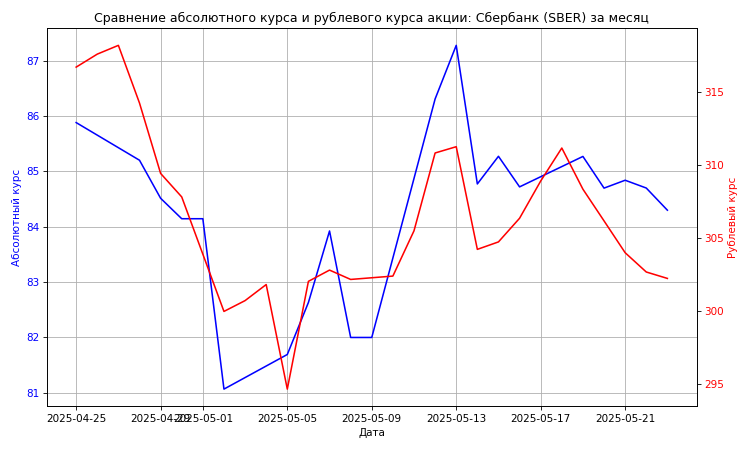 Сравнение абсолютного курса и рублевого курса акции: Сбербанк (SBER) за месяц
Абсолютный курс
87
86
85
84
83
82
81
315
310
305
300
295
Рублевый курс
2025-04-25 2025-04-29 2025-05-01 2025-05-05 2025-05-09 2025-05-13 2025-05-17 2025-05-21
Дата